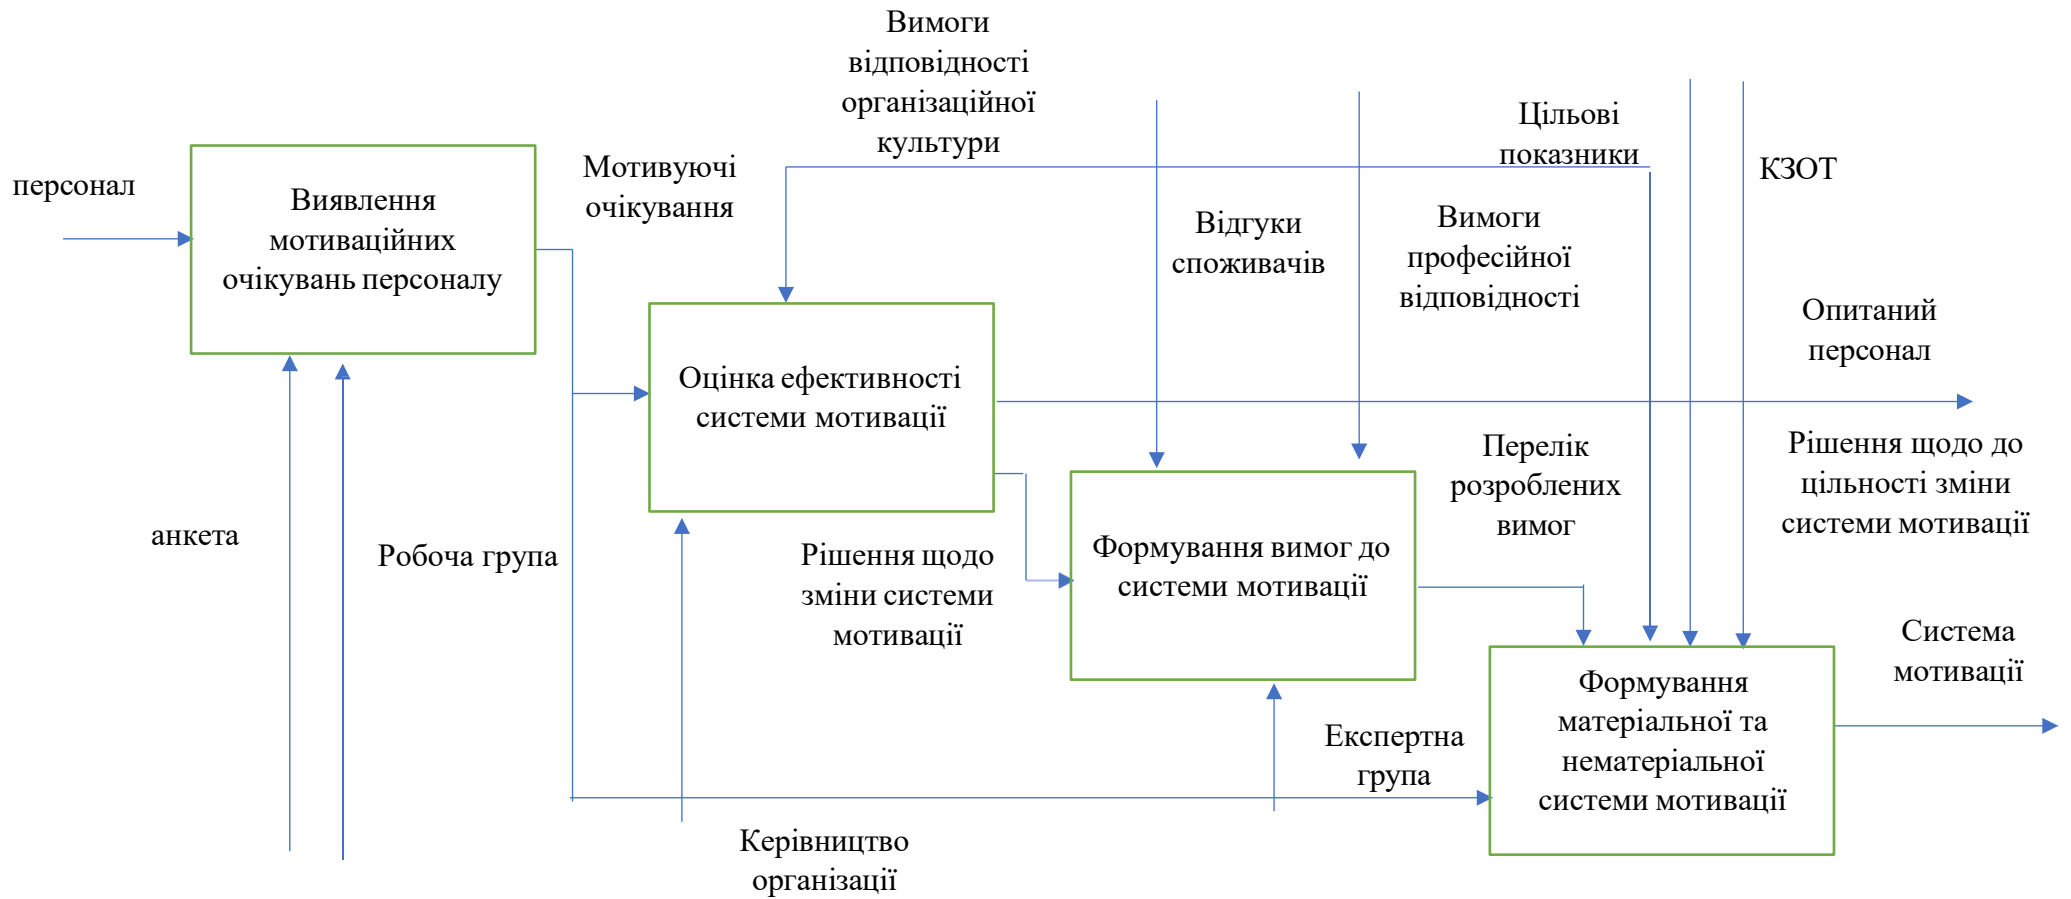 Вимоги
відповідності
організаційної
культури
Цільові
показники
КЗОТ
персонал
Виявлення
мотиваційних
очікувань персоналу
Мотивуючі
очікування
Відгуки
споживачів
Вимоги
професійної
відповідності
Опитаний
персонал
Оцінка ефективності
системи мотивації
Перелік
розроблених
вимог
Рішення щодо до
цільності зміни
системи мотивації
анкета
Робоча група
Рішення щодо
зміни системи
мотивації
Формування вимог до
системи мотивації
Система
мотивації
Формування
матеріальної та
нематеріальної
системи мотивації
Експертна
група
Керівництво
організації